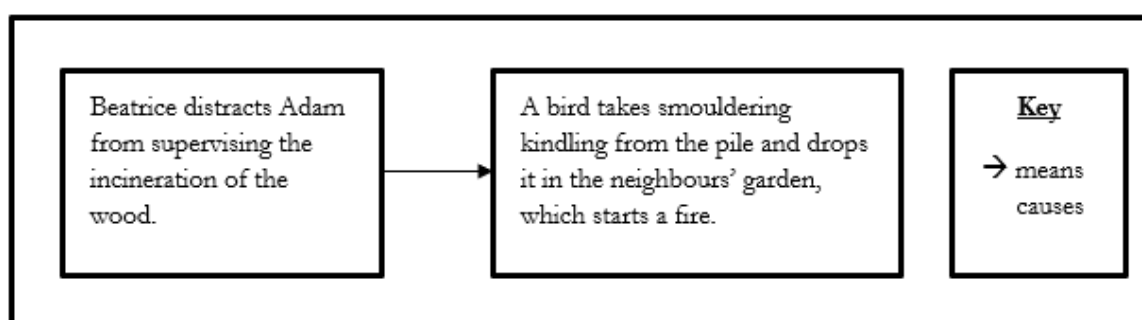 Beatrice distracts Adam
from supervising the
incineration of the
wood.
A bird takes smouldering
kindling from the pile and drops
it in the neighbours’ garden,
which starts a fire.
Key
→ means
causes